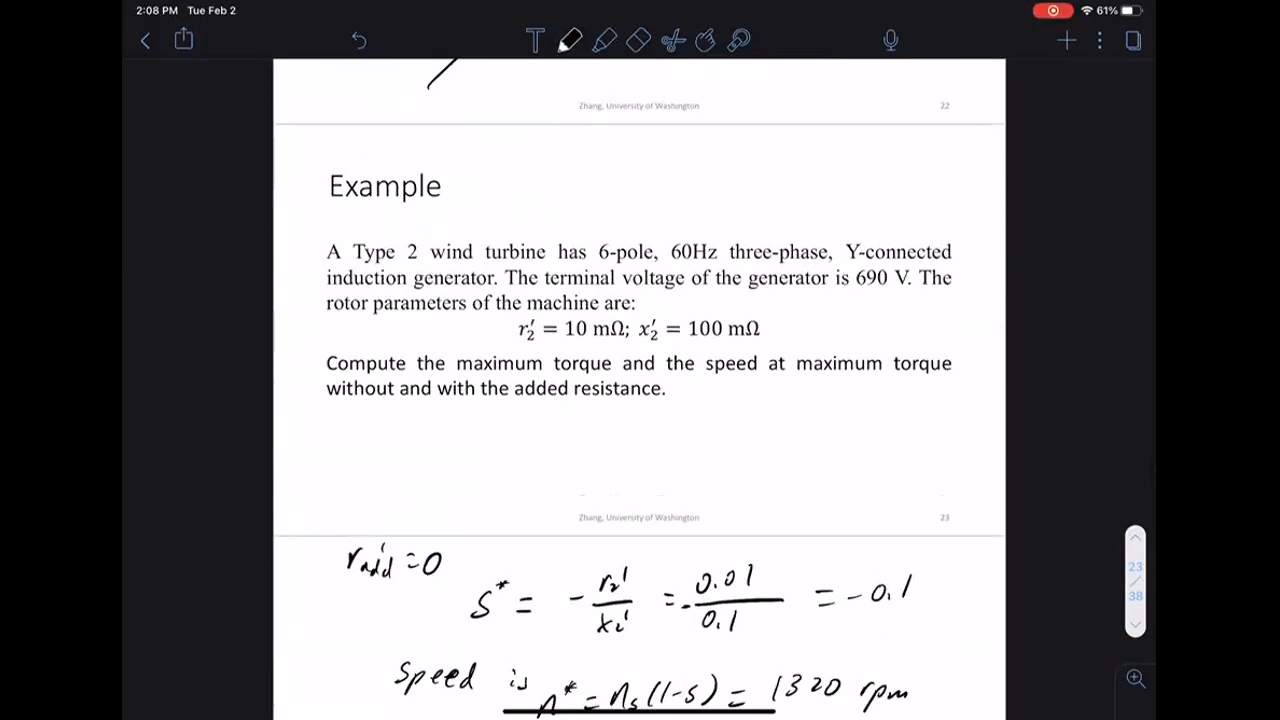 2:08 PM Tue Feb 2
61%
Zhang, University of Washington 22
Example
A Type 2 wind turbine has 6-pole, 60Hz three-phase, Y-connected
induction generator. The terminal voltage of the generator is 690 V. The
rotor parameters of the machine are:
r₂′ = 10 mΩ; x₂′ = 100 mΩ
Compute the maximum torque and the speed at maximum torque
without and with the added resistance.
Zhang, University of Washington 23
r'add = 0
S* = - r₂'/x₂' = - 0.01/0.1 = -0.1
Speed is n* = ns(1-s) = 1320 rpm
23
/
38